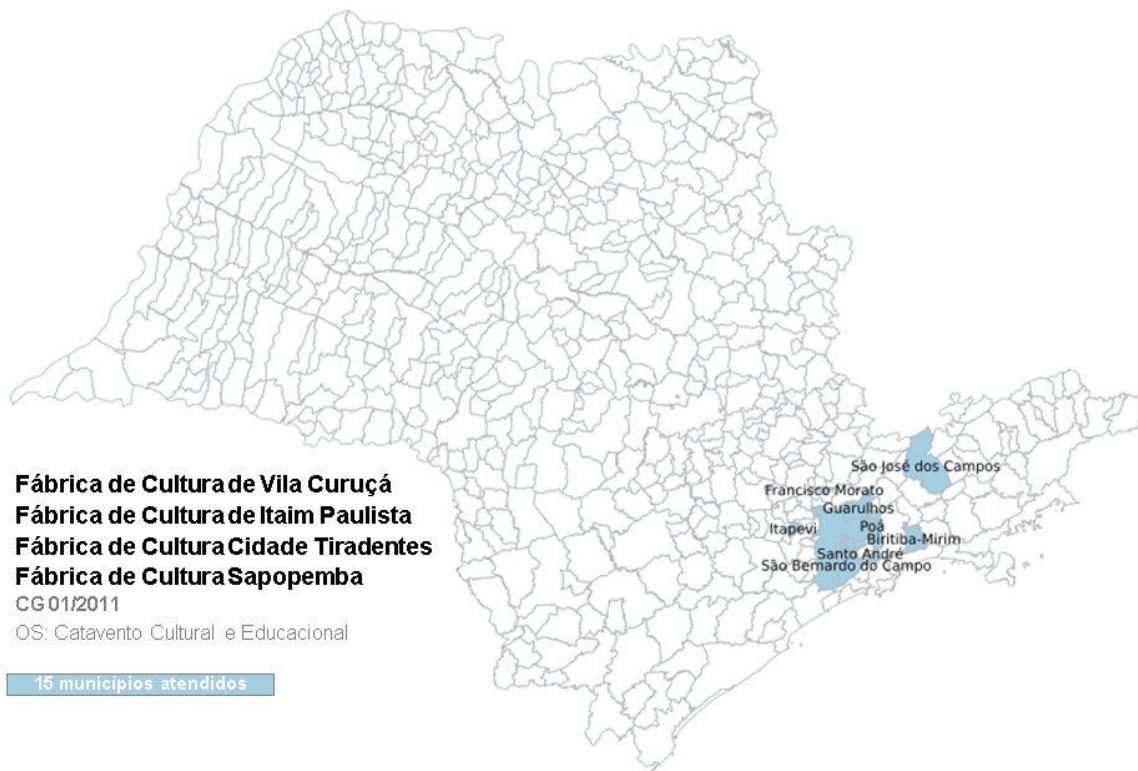 São José dos Campos
Francisco Morato
Guarulhos
Itapevi
Poá
Biritiba-Mirim
Santo André
São Bernardo do Campo
Fábrica de Cultura de Vila Curuçá
Fábrica de Cultura de Itaim Paulista
Fábrica de Cultura Cidade Tiradentes
Fábrica de Cultura Sapopemba
CG 01/2011
OS: Catavento Cultural e Educacional
15 municípios atendidos